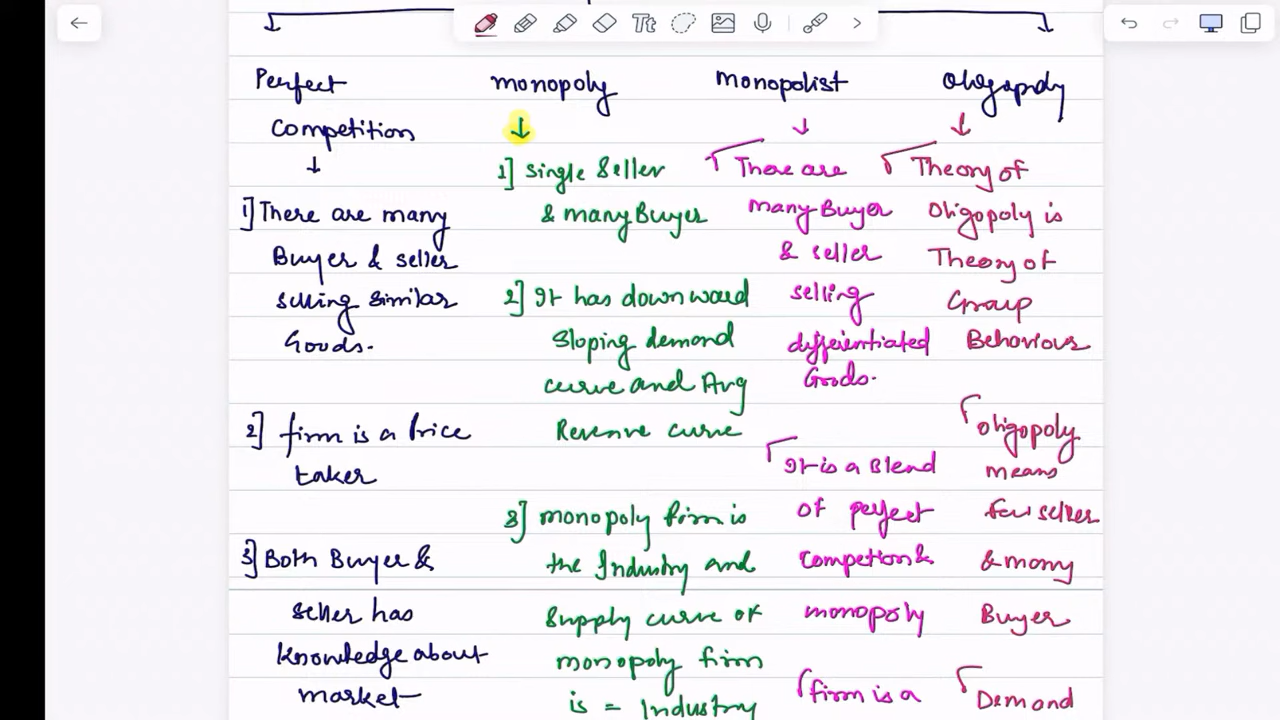 Tt
Perfect
Competition
1] There are many
Buyer & seller
selling similar
Goods.
2] firm is a Price
taker
3] Both Buyer &
seller has
knowledge about
market
monopoly
1] Single Seller
& many Buyer
2] It has downward
Sloping demand
curve and Avg
Revenve curve
3] monopoly firm is
the Industry and
Supply curve of
monopoly firm
is = Industry
monopolist
There are
many Buyer
& seller
selling
differentiated
Goods.
It is a Blend
of perfect
Competion &
monopoly
firm is a
Oligopoly
Theory of
Oligopoly is
Theory of
Group
Behaviour
Oligopoly
means
few seller
& many
Buyer
Demand